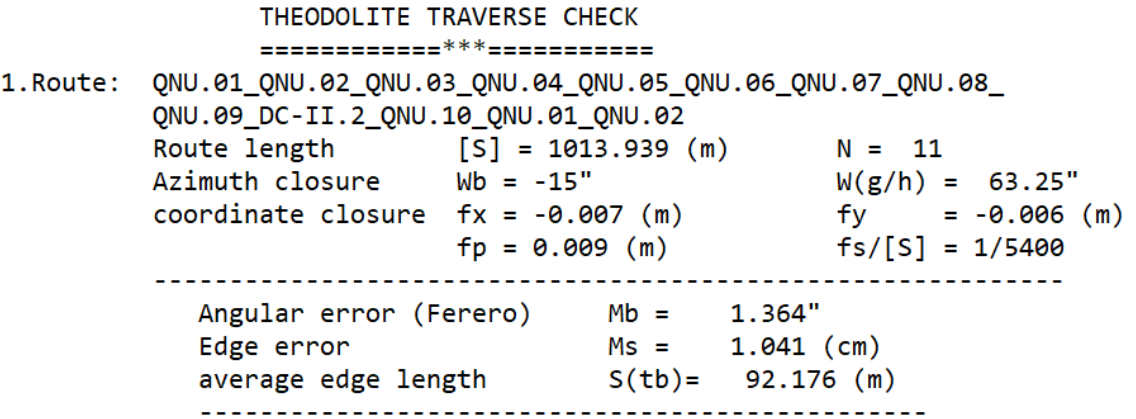 THEODOLITE TRAVERSE CHECK
============***===========
1.Route: QNU.01_QNU.02_QNU.03_QNU.04_QNU.05_QNU.06_QNU.07_QNU.08_
QNU.09_DC-II.2_QNU.10_QNU.01_QNU.02
Route length [S] = 1013.939 (m) N = 11
Azimuth closure Wb = -15" W(g/h) = 63.25"
coordinate closure fx = -0.007 (m) fy = -0.006 (m)
fp = 0.009 (m) fs/[S] = 1/5400
------------------------------------------------------------
Angular error (Ferero) Mb = 1.364"
Edge error Ms = 1.041 (cm)
average edge length S(tb)= 92.176 (m)
------------------------------------------------